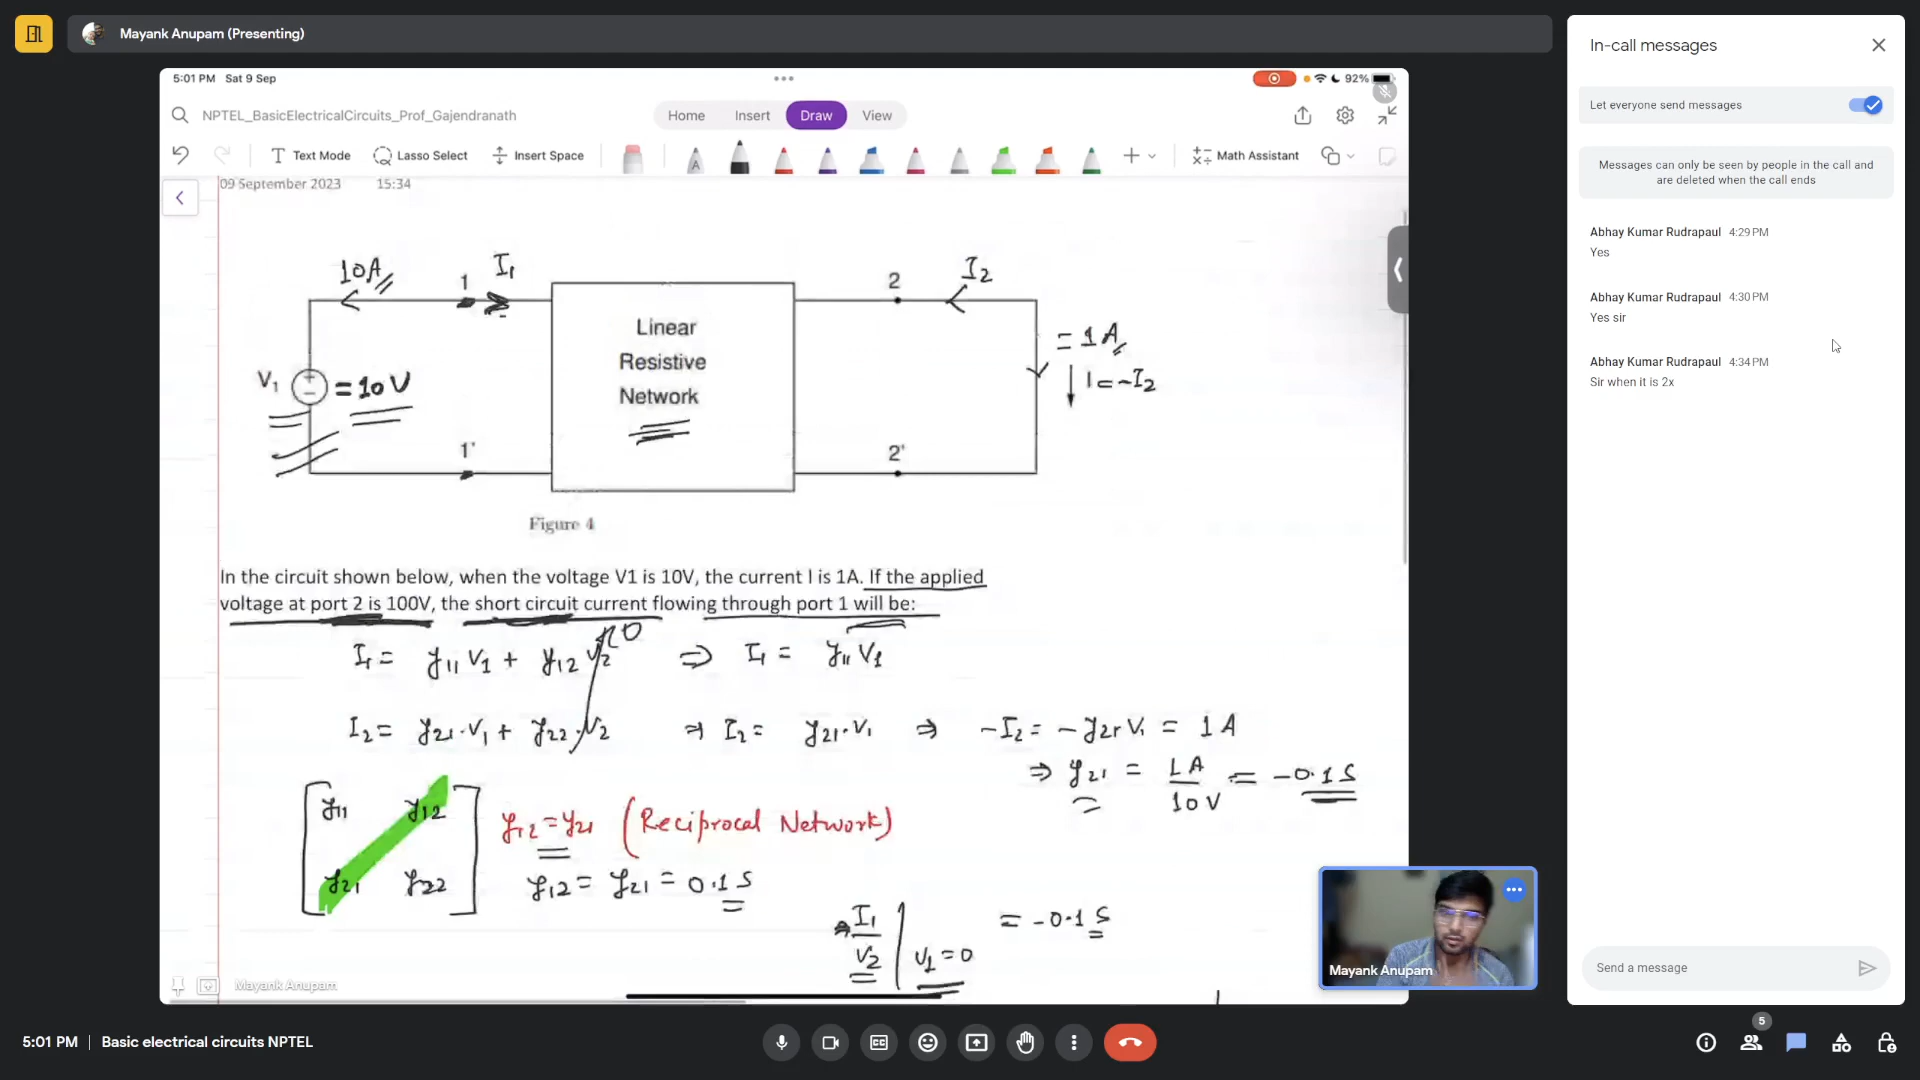 Mayank Anupam (Presenting)
5:01 PM Sat 9 Sep
92%
NPTEL_BasicElectricalCircuits_Prof_Gajendranath
Home Insert Draw View
Text Mode Lasso Select Insert Space A Math Assistant
09 September 2023 15:34
10A
1
I₁
2
I₂
V₁ + − = 10V
Linear
Resistive
Network
= 1A
I = -I₂
1'
2'
Figure 4
In the circuit shown below, when the voltage V1 is 10V, the current I is 1A. If the applied
voltage at port 2 is 100V, the short circuit current flowing through port 1 will be:
I₁ = y₁₁ V₁ + y₁₂ V₂ 0 ⇒ I₁ = y₁₁ V₁
I₂ = y₂₁·V₁ + y₂₂·V₂ ⇒ I₂ = y₂₁·V₁ ⇒ -I₂ = -y₂₁ V₁ = 1A
⇒ y₂₁ = 1A / 10V = -0.1 S
y₁₁ y₁₂
y₂₁ y₂₂
y₁₂ = y₂₁ (Reciprocal Network)
y₁₂ = y₂₁ = 0.1 S
I₁ / V₂ | V₁ = 0 = -0.1 S
Mayank Anupam
Mayank Anupam
5:01 PM | Basic electrical circuits NPTEL
5
In-call messages
Let everyone send messages
Messages can only be seen by people in the call and
are deleted when the call ends
Abhay Kumar Rudrapaul 4:29 PM
Yes
Abhay Kumar Rudrapaul 4:30 PM
Yes sir
Abhay Kumar Rudrapaul 4:34 PM
Sir when it is 2x
Send a message